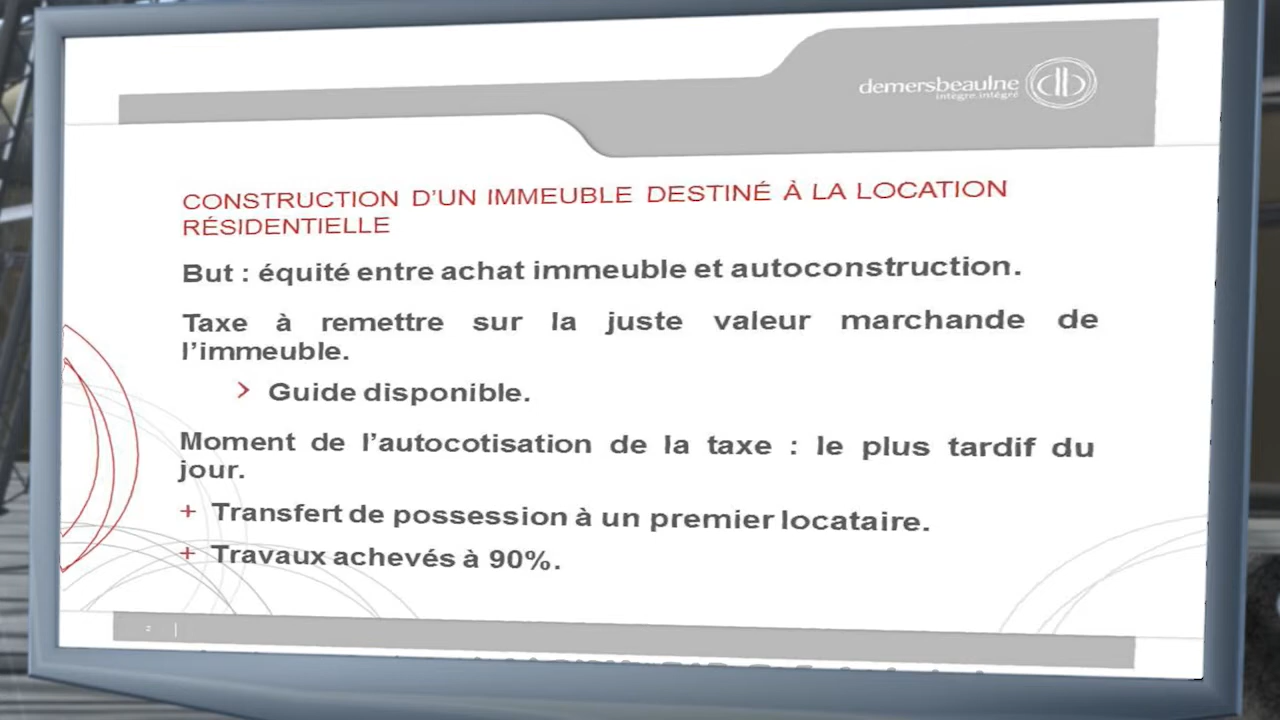 demersbeaulne
intègre.intégré
CONSTRUCTION D'UN IMMEUBLE DESTINÉ À LA LOCATION
RÉSIDENTIELLE
But : équité entre achat immeuble et autoconstruction.
Taxe à remettre sur la juste valeur marchande de
l'immeuble.
> Guide disponible.
Moment de l'autocotisation de la taxe : le plus tardif du
jour.
+ Transfert de possession à un premier locataire.
+ Travaux achevés à 90%.
2 |